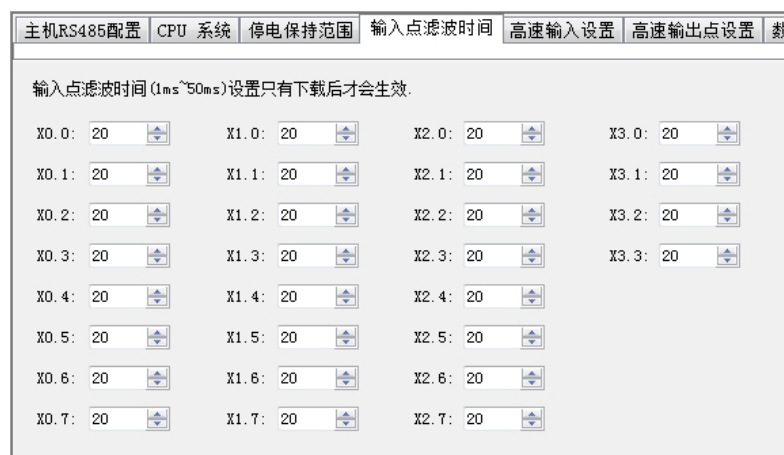 主机RS485配置 CPU 系统 停电保持范围 输入点滤波时间 高速输入设置 高速输出点设置
输入点滤波时间(1ms~50ms)设置只有下载后才会生效.
X0.0: 20 X1.0: 20 X2.0: 20 X3.0: 20
X0.1: 20 X1.1: 20 X2.1: 20 X3.1: 20
X0.2: 20 X1.2: 20 X2.2: 20 X3.2: 20
X0.3: 20 X1.3: 20 X2.3: 20 X3.3: 20
X0.4: 20 X1.4: 20 X2.4: 20
X0.5: 20 X1.5: 20 X2.5: 20
X0.6: 20 X1.6: 20 X2.6: 20
X0.7: 20 X1.7: 20 X2.7: 20